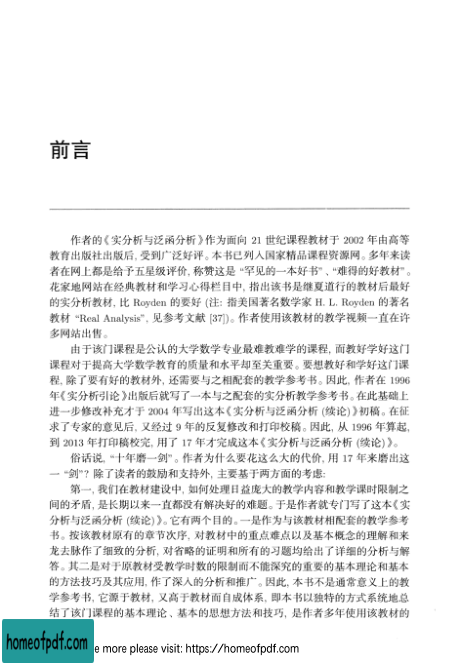 前言
作者的《实分析与泛函分析》作为面向 21 世纪课程教材于 2002 年由高等
教育出版社出版后, 受到广泛好评。本书已列入国家精品课程资源网。多年来读
者在网上都是给予五星级评价, 称赞这是 “罕见的一本好书”、“难得的好教材”。
花家地网站在经典教材和学习心得栏目中, 指出该书是继夏道行的教材后最好
的实分析教材, 比 Royden 的要好 (注: 指美国著名数学家 H. L. Royden 的著名
教材 “Real Analysis”, 见参考文献 [37])。作者使用该教材的教学视频一直在许
多网站出售。
由于该门课程是公认的大学数学专业最难教难学的课程, 而教好学好这门
课程对于提高大学数学教育的质量和水平却至关重要。要想教好和学好这门课
程, 除了要有好的教材外, 还需要与之相配套的教学参考书。因此, 作者在 1996
年《实分析引论》出版后就写了一本与之配套的实分析教学参考书。在此基础上
进一步修改补充才于 2004 年写出这本《实分析与泛函分析 (续论)》初稿。在征
求了专家的意见后, 又经过 9 年的反复修改和打印校稿。因此, 从 1996 年算起,
到 2013 年打印稿校完, 用了 17 年才完成这本《实分析与泛函分析 (续论)》。
俗话说, “十年磨一剑”。作者为什么要花这么大的代价, 用 17 年来磨出这
一 “剑”? 除了读者的鼓励和支持外, 主要基于两方面的考虑:
第一, 我们在教材建设中, 如何处理日益庞大的教学内容和教学课时限制之
间的矛盾, 是长期以来一直都没有解决好的难题。于是作者就专门写了这本《实
分析与泛函分析 (续论)》。它有两个目的。一是作为与该教材相配套的教学参考
书。按该教材原有的章节次序, 对教材中的重点难点以及基本概念的理解和来
龙去脉作了细致的分析, 对省略的证明和所有的习题均给出了详细的分析与解
答。其二是对于原教材受教学时数的限制而不能深究的重要的基本理论和基本
的方法技巧及其应用, 作了深入的分析和推广。因此, 本书不是通常意义上的教
学参考书, 它源于教材, 又高于教材而自成体系, 即本书以独特的方式系统地总
结了该门课程的基本理论、基本的思想方法和技巧, 是作者多年使用该教材的
homeofpdf.com
e more please visit: https://homeofpdf.com